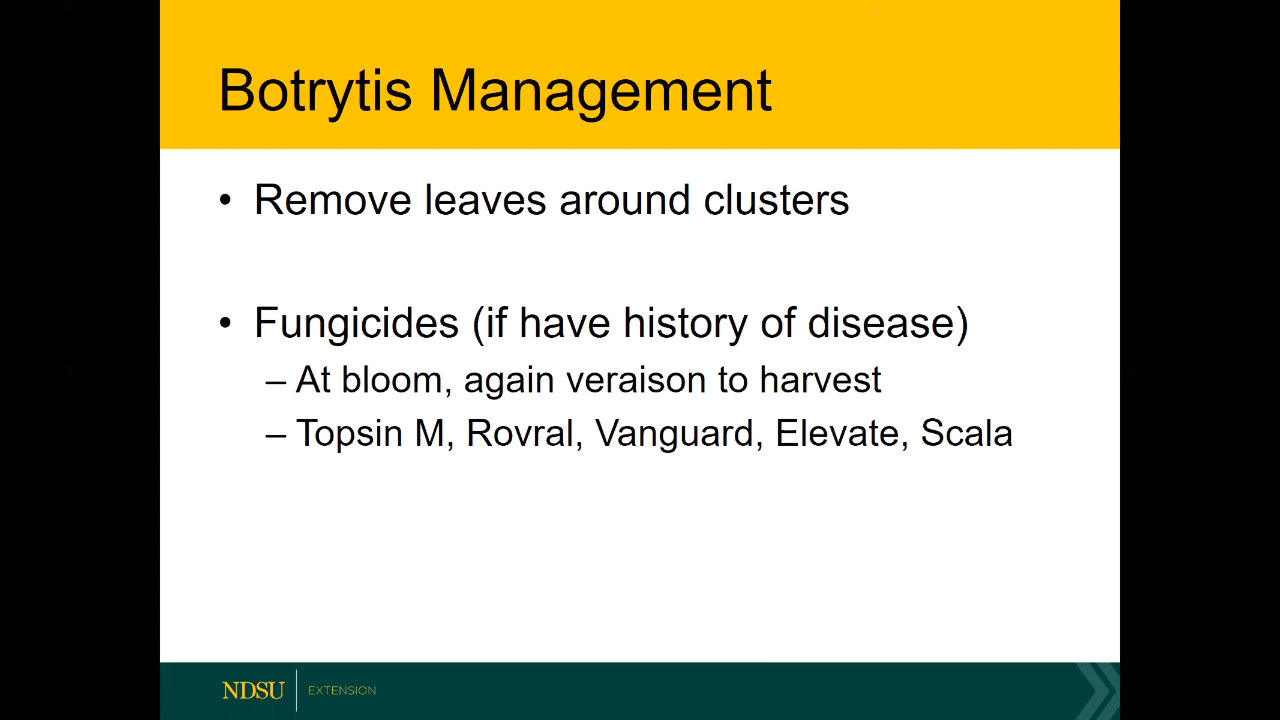 Botrytis Management
• Remove leaves around clusters
• Fungicides (if have history of disease)
– At bloom, again veraison to harvest
– Topsin M, Rovral, Vanguard, Elevate, Scala
NDSU EXTENSION